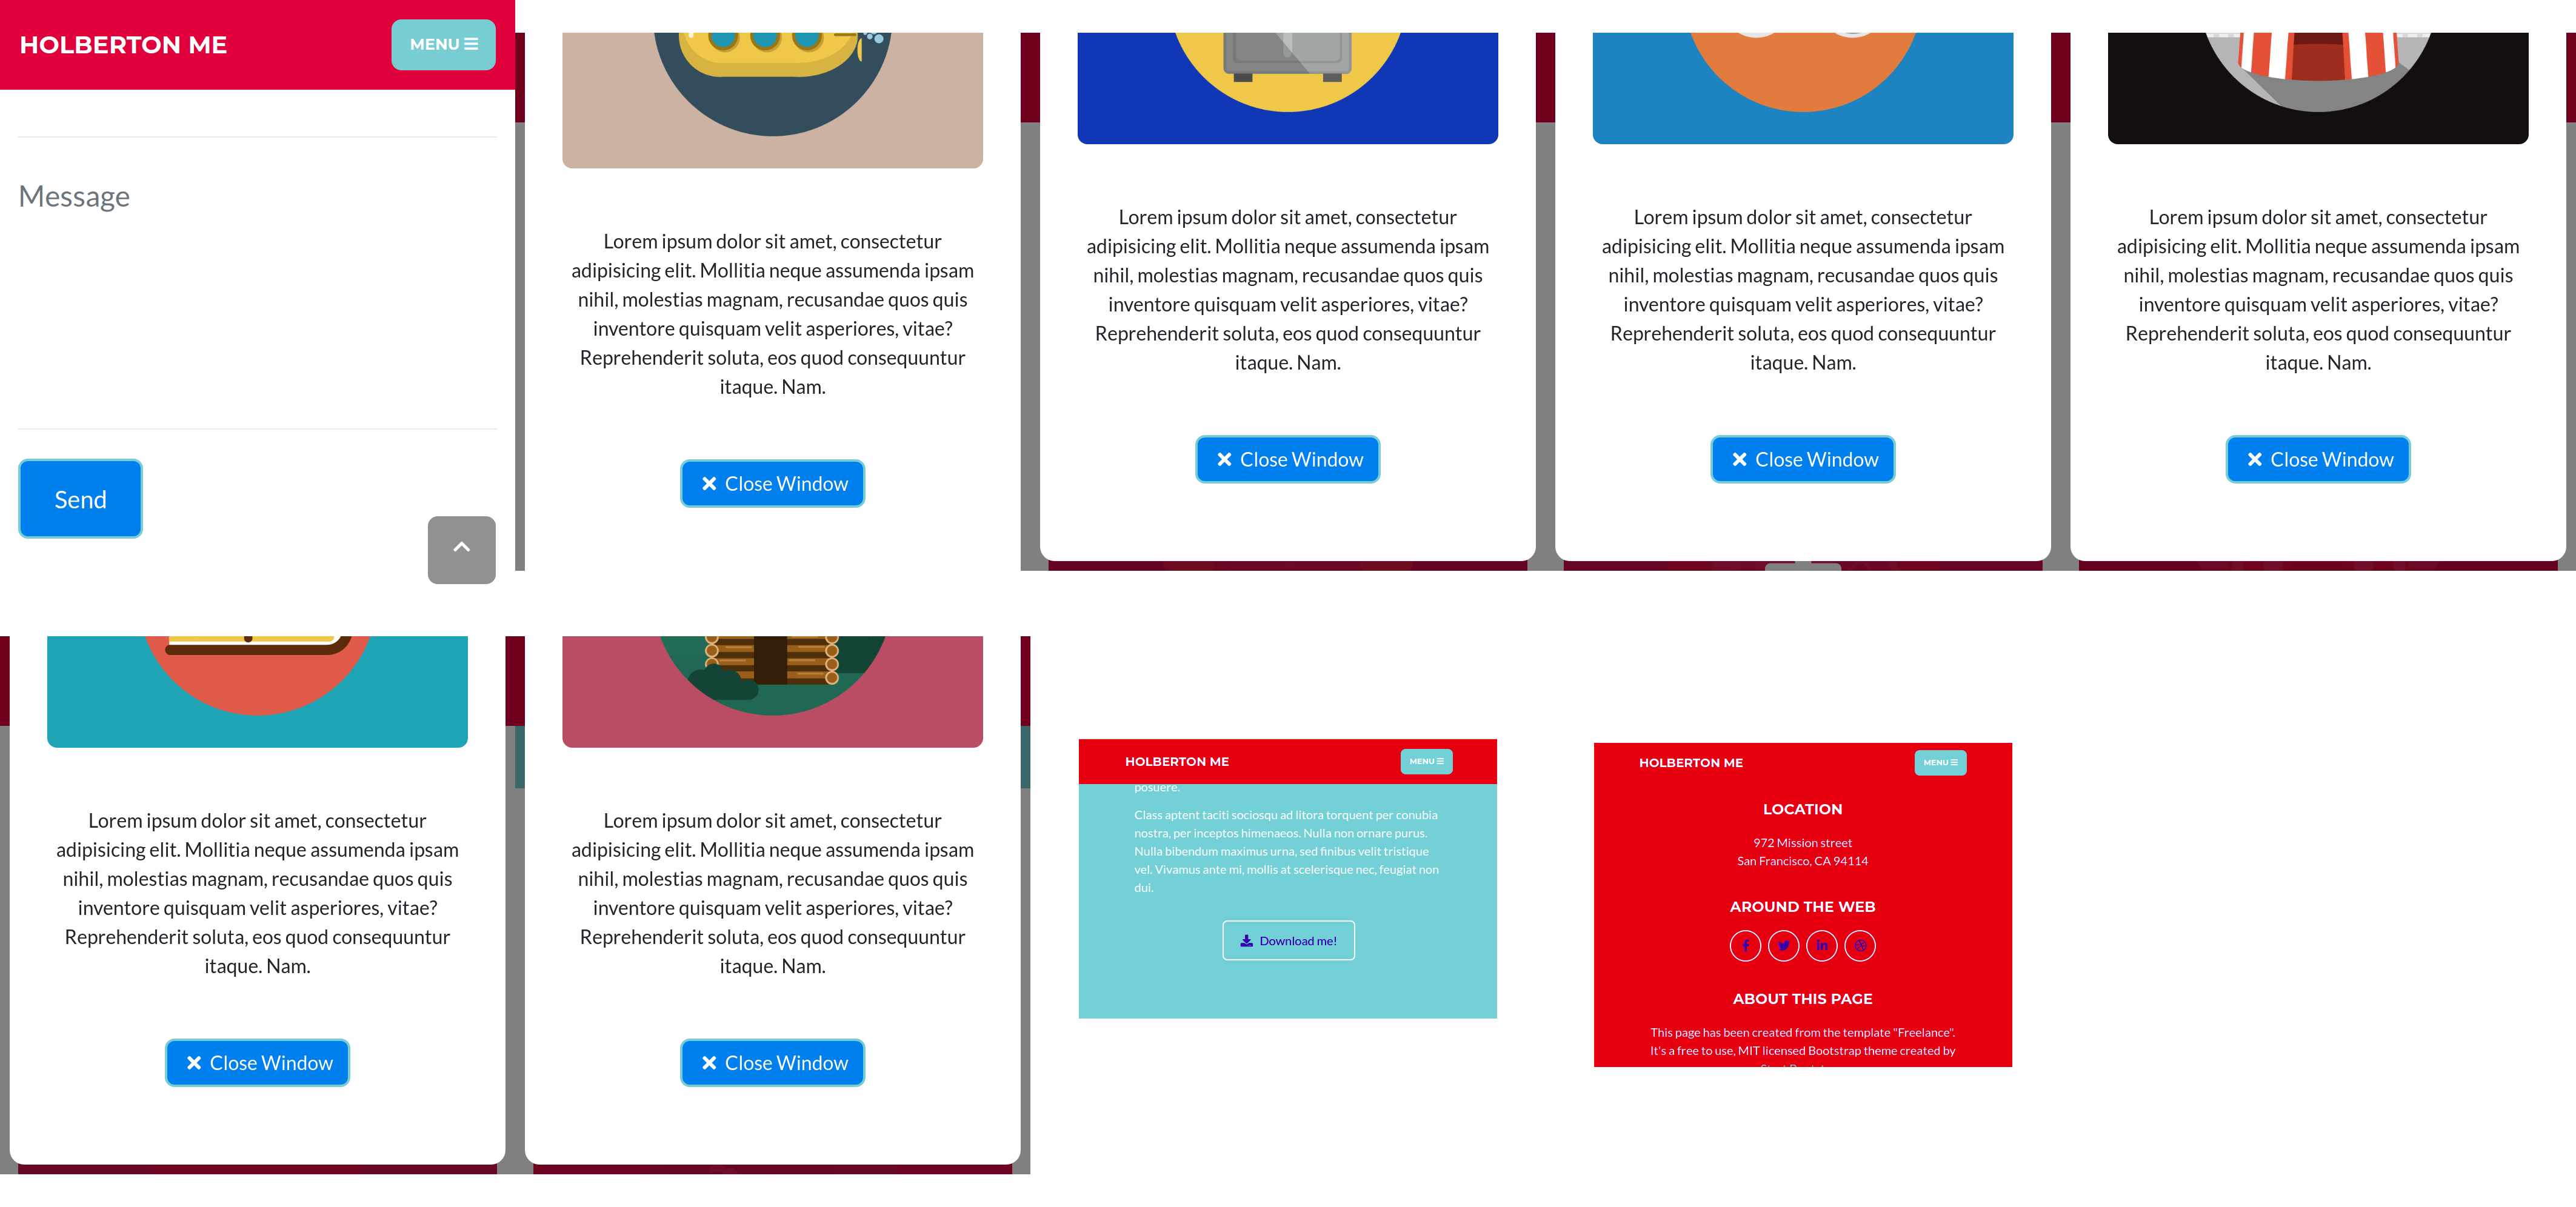 HOLBERTON ME
MENU
Message
Send
Lorem ipsum dolor sit amet, consectetur
adipisicing elit. Mollitia neque assumenda ipsam
nihil, molestias magnam, recusandae quos quis
inventore quisquam velit asperiores, vitae?
Reprehenderit soluta, eos quod consequuntur
itaque. Nam.
Close Window
Lorem ipsum dolor sit amet, consectetur
adipisicing elit. Mollitia neque assumenda ipsam
nihil, molestias magnam, recusandae quos quis
inventore quisquam velit asperiores, vitae?
Reprehenderit soluta, eos quod consequuntur
itaque. Nam.
Close Window
Lorem ipsum dolor sit amet, consectetur
adipisicing elit. Mollitia neque assumenda ipsam
nihil, molestias magnam, recusandae quos quis
inventore quisquam velit asperiores, vitae?
Reprehenderit soluta, eos quod consequuntur
itaque. Nam.
Close Window
Lorem ipsum dolor sit amet, consectetur
adipisicing elit. Mollitia neque assumenda ipsam
nihil, molestias magnam, recusandae quos quis
inventore quisquam velit asperiores, vitae?
Reprehenderit soluta, eos quod consequuntur
itaque. Nam.
Close Window
Lorem ipsum dolor sit amet, consectetur
adipisicing elit. Mollitia neque assumenda ipsam
nihil, molestias magnam, recusandae quos quis
inventore quisquam velit asperiores, vitae?
Reprehenderit soluta, eos quod consequuntur
itaque. Nam.
Close Window
Lorem ipsum dolor sit amet, consectetur
adipisicing elit. Mollitia neque assumenda ipsam
nihil, molestias magnam, recusandae quos quis
inventore quisquam velit asperiores, vitae?
Reprehenderit soluta, eos quod consequuntur
itaque. Nam.
Close Window
HOLBERTON ME
MENU
posuere.
Class aptent taciti sociosqu ad litora torquent per conubia
nostra, per inceptos himenaeos. Nulla non ornare purus.
Nulla bibendum maximus urna, sed finibus velit tristique
vel. Vivamus ante mi, mollis at scelerisque nec, feugiat non
dui.
Download me!
HOLBERTON ME
MENU
LOCATION
972 Mission street
San Francisco, CA 94114
AROUND THE WEB
ABOUT THIS PAGE
This page has been created from the template "Freelance".
It's a free to use, MIT licensed Bootstrap theme created by